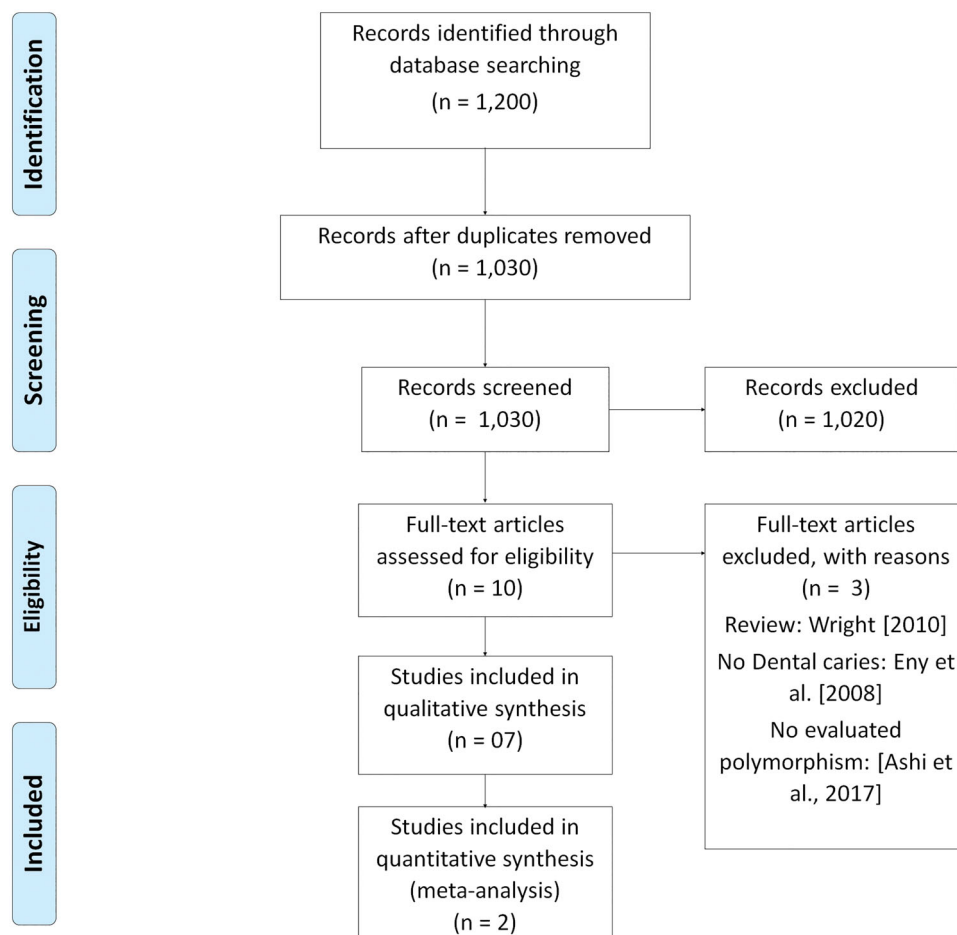 Identification
Records identified through
database searching
(n = 1,200)
Records after duplicates removed
(n = 1,030)
Screening
Records screened
(n =  1,030)
Records excluded
(n = 1,020)
Eligibility
Full-text articles
assessed for eligibility
(n = 10)
Full-text articles
excluded, with reasons
(n =  3)
Review: Wright [2010]
No Dental caries: Eny et
al. [2008]
No evaluated
polymorphism: [Ashi et
al., 2017]
Studies included in
qualitative synthesis
(n = 07)
Included
Studies included in
quantitative synthesis
(meta-analysis)
(n = 2)